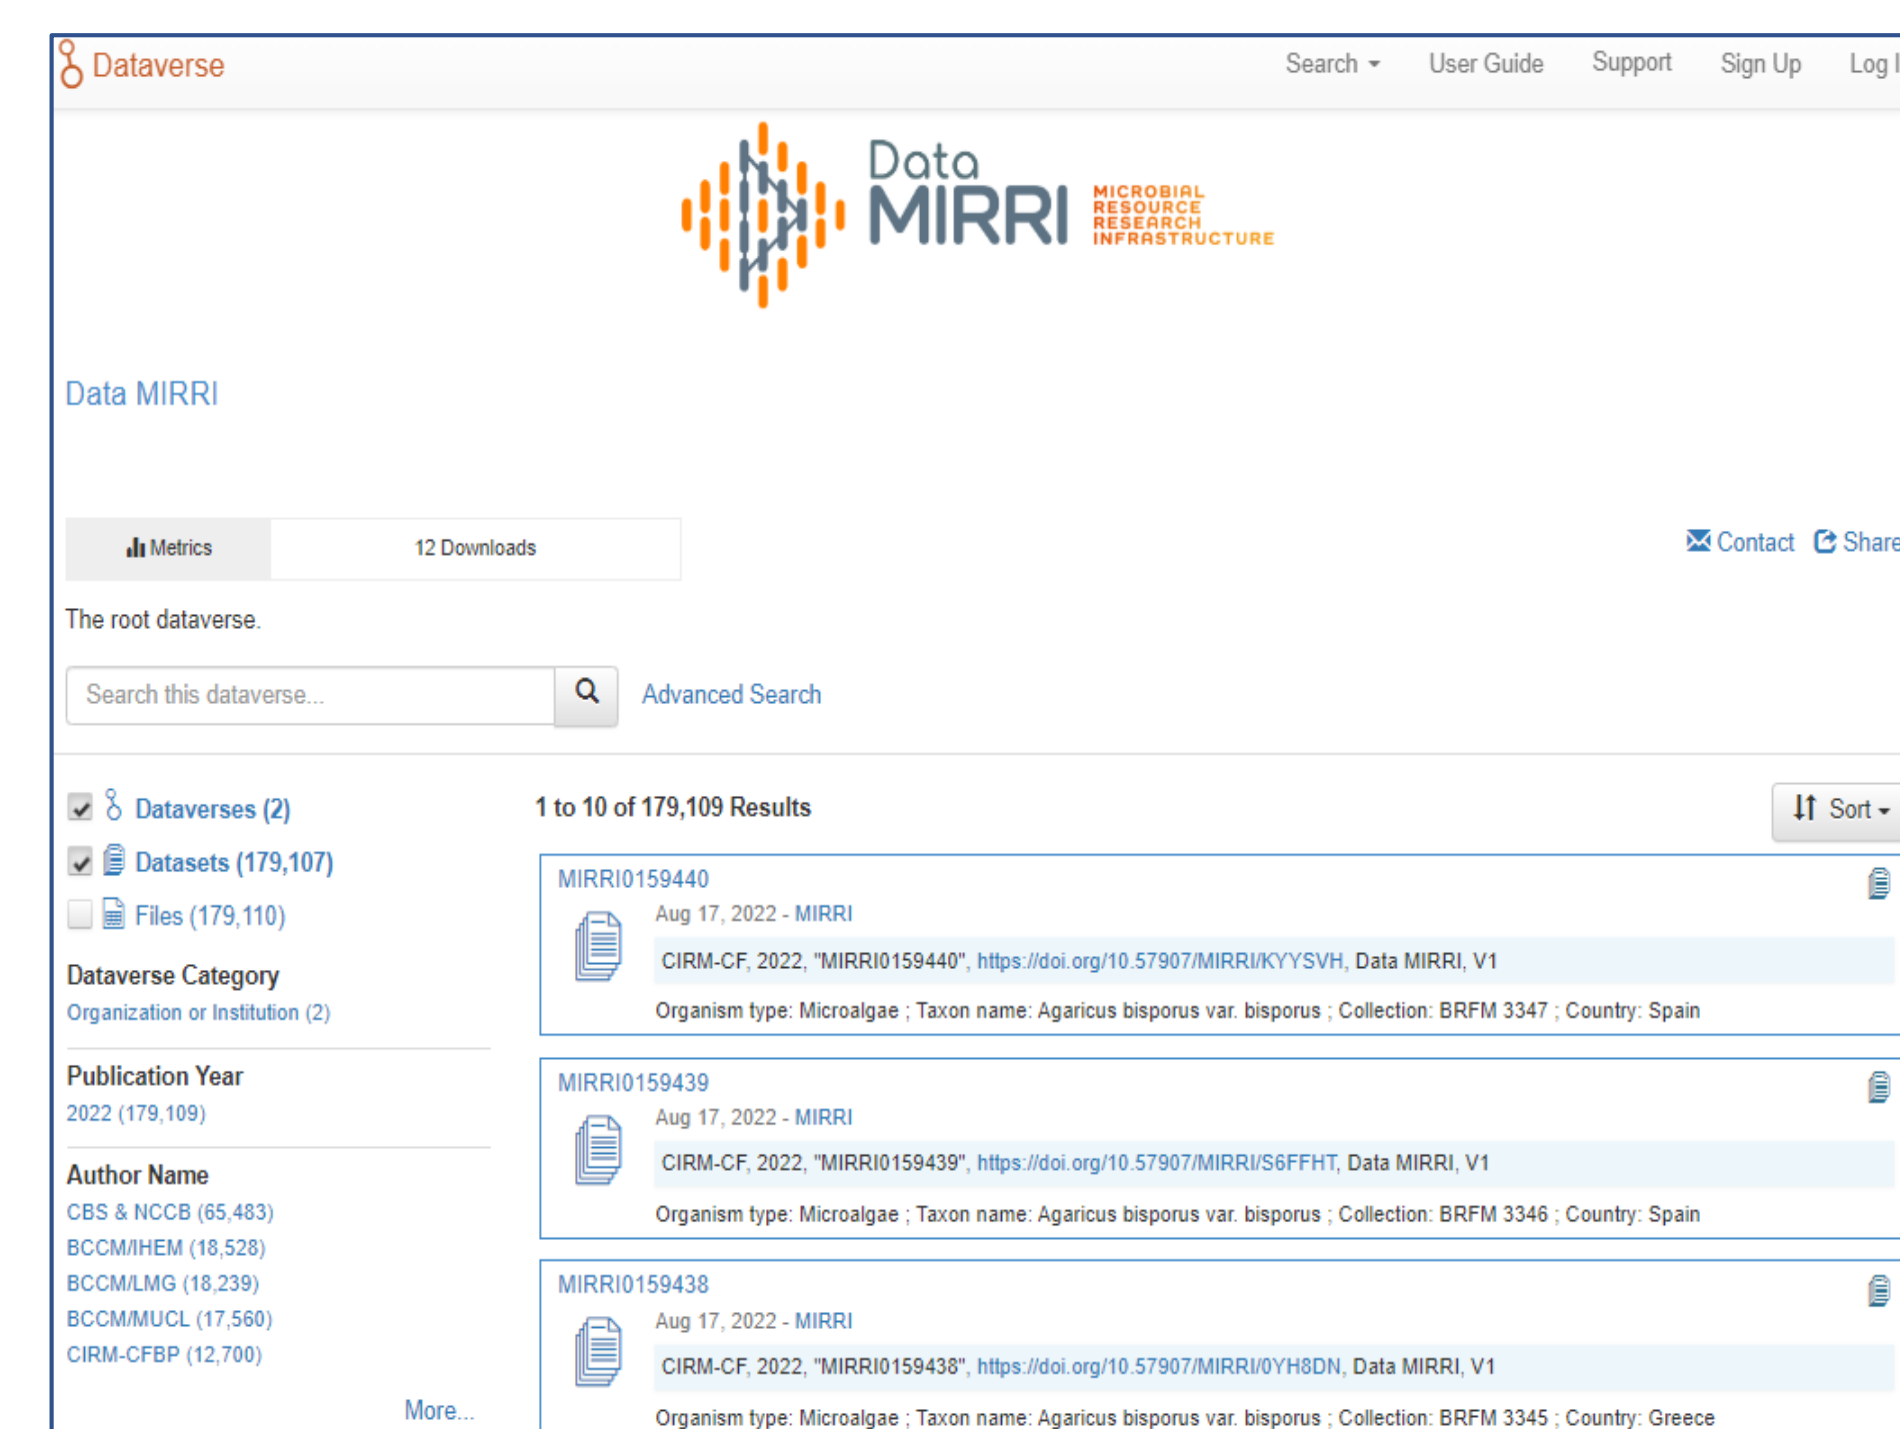 Dataverse
Search User Guide Support Sign Up Log I
Data
MIRRI
MICROBIAL
RESOURCE
RESEARCH
INFRASTRUCTURE
Data MIRRI
Metrics 12 Downloads
Contact Share
The root dataverse.
Search this dataverse... Advanced Search
Dataverses (2)
Datasets (179,107)
Files (179,110)
Dataverse Category
Organization or Institution (2)
Publication Year
2022 (179,109)
Author Name
CBS & NCCB (65,483)
BCCM/IHEM (18,528)
BCCM/LMG (18,239)
BCCM/MUCL (17,560)
CIRM-CFBP (12,700)
More...
1 to 10 of 179,109 Results
Sort
MIRRI0159440
Aug 17, 2022 - MIRRI
CIRM-CF, 2022, "MIRRI0159440", https://doi.org/10.57907/MIRRI/KYYSVH, Data MIRRI, V1
Organism type: Microalgae ; Taxon name: Agaricus bisporus var. bisporus ; Collection: BRFM 3347 ; Country: Spain
MIRRI0159439
Aug 17, 2022 - MIRRI
CIRM-CF, 2022, "MIRRI0159439", https://doi.org/10.57907/MIRRI/S6FFHT, Data MIRRI, V1
Organism type: Microalgae ; Taxon name: Agaricus bisporus var. bisporus ; Collection: BRFM 3346 ; Country: Spain
MIRRI0159438
Aug 17, 2022 - MIRRI
CIRM-CF, 2022, "MIRRI0159438", https://doi.org/10.57907/MIRRI/0YH8DN, Data MIRRI, V1
Organism type: Microalgae ; Taxon name: Agaricus bisporus var. bisporus ; Collection: BRFM 3345 ; Country: Greece